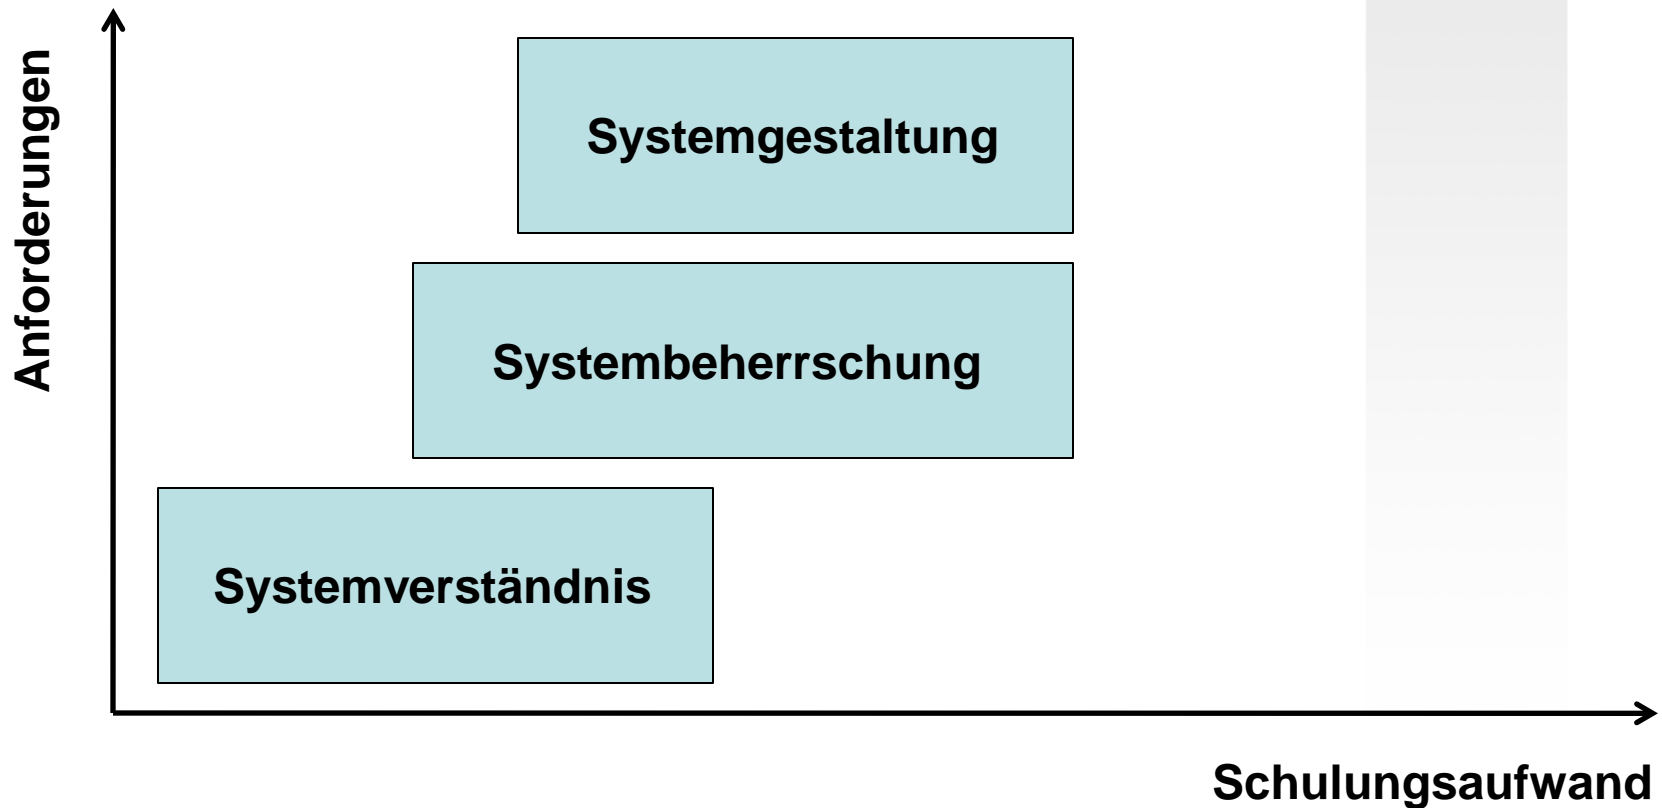 Anforderungen
Systemgestaltung
Systembeherrschung
Systemverständnis
Schulungsaufwand